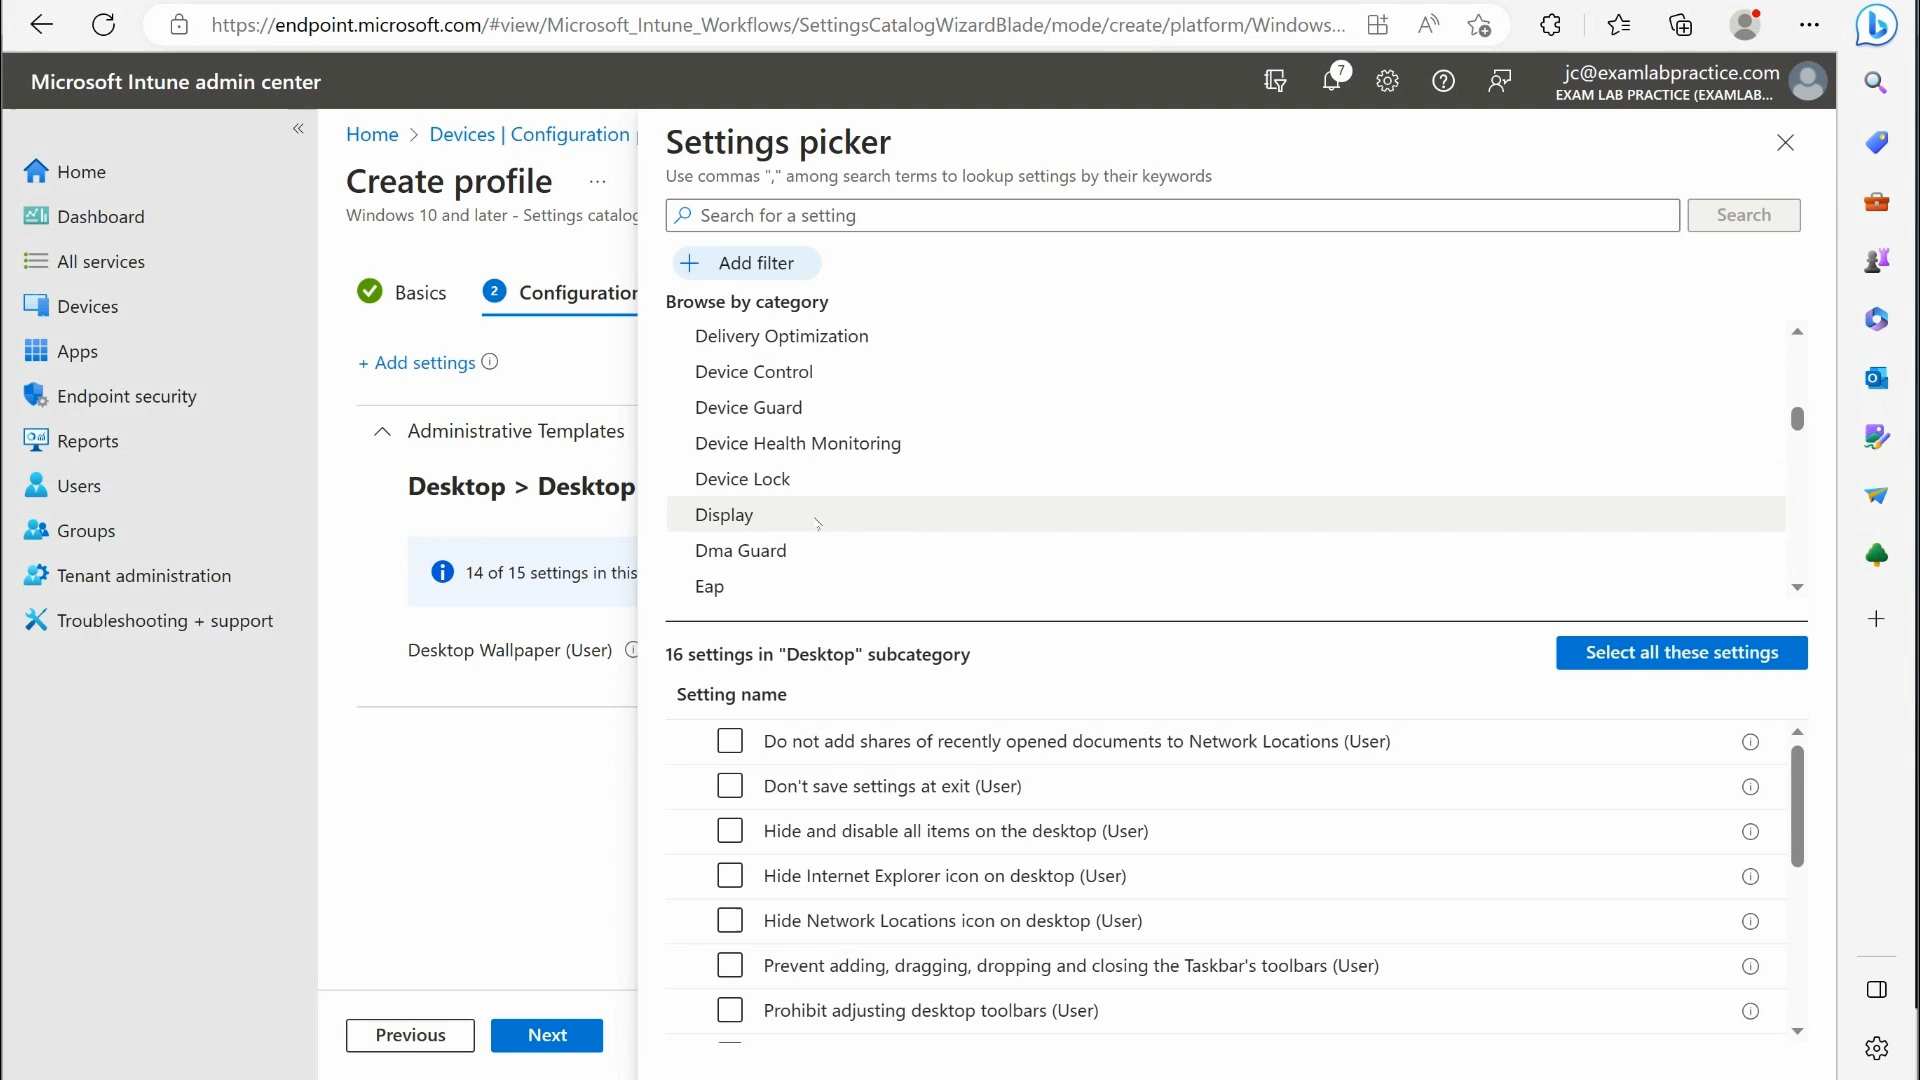 https://endpoint.microsoft.com/#view/Microsoft_Intune_Workflows/SettingsCatalogWizardBlade/mode/create/platform/Windows...
Microsoft Intune admin center
7
jc@examlabpractice.com
EXAM LAB PRACTICE (EXAMLAB...
Home
Dashboard
All services
Devices
Apps
Endpoint security
Reports
Users
Groups
Tenant administration
Troubleshooting + support
Home > Devices | Configuration
Create profile ...
Windows 10 and later - Settings catalog
Basics
2 Configuration
+ Add settings
Administrative Templates
Desktop > Desktop
14 of 15 settings in this
Desktop Wallpaper (User)
Previous
Next
Settings picker
Use commas "," among search terms to lookup settings by their keywords
Search for a setting
Search
+ Add filter
Browse by category
Delivery Optimization
Device Control
Device Guard
Device Health Monitoring
Device Lock
Display
Dma Guard
Eap
16 settings in "Desktop" subcategory
Select all these settings
Setting name
Do not add shares of recently opened documents to Network Locations (User)
Don't save settings at exit (User)
Hide and disable all items on the desktop (User)
Hide Internet Explorer icon on desktop (User)
Hide Network Locations icon on desktop (User)
Prevent adding, dragging, dropping and closing the Taskbar's toolbars (User)
Prohibit adjusting desktop toolbars (User)